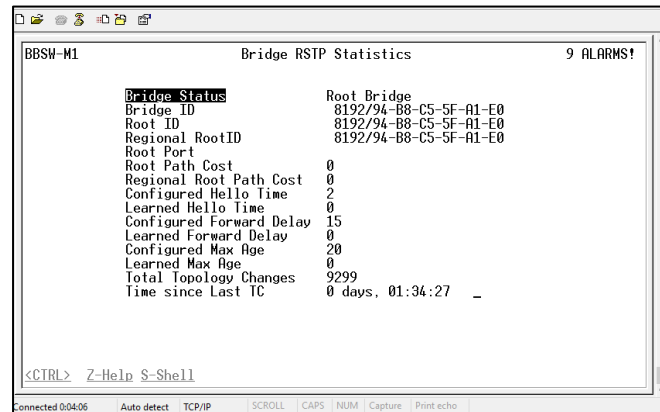 BBSW-M1 Bridge RSTP Statistics 9 ALARMS!
Bridge Status Root Bridge
Bridge ID 8192/94-B8-C5-5F-A1-E0
Root ID 8192/94-B8-C5-5F-A1-E0
Regional RootID 8192/94-B8-C5-5F-A1-E0
Root Port
Root Path Cost 0
Regional Root Path Cost 0
Configured Hello Time 2
Learned Hello Time 0
Configured Forward Delay 15
Learned Forward Delay 0
Configured Max Age 20
Learned Max Age 0
Total Topology Changes 9299
Time since Last TC 0 days, 01:34:27 _
<CTRL> Z-Help S-Shell
Connected 0:04:06 Auto detect TCP/IP SCROLL CAPS NUM Capture Print echo